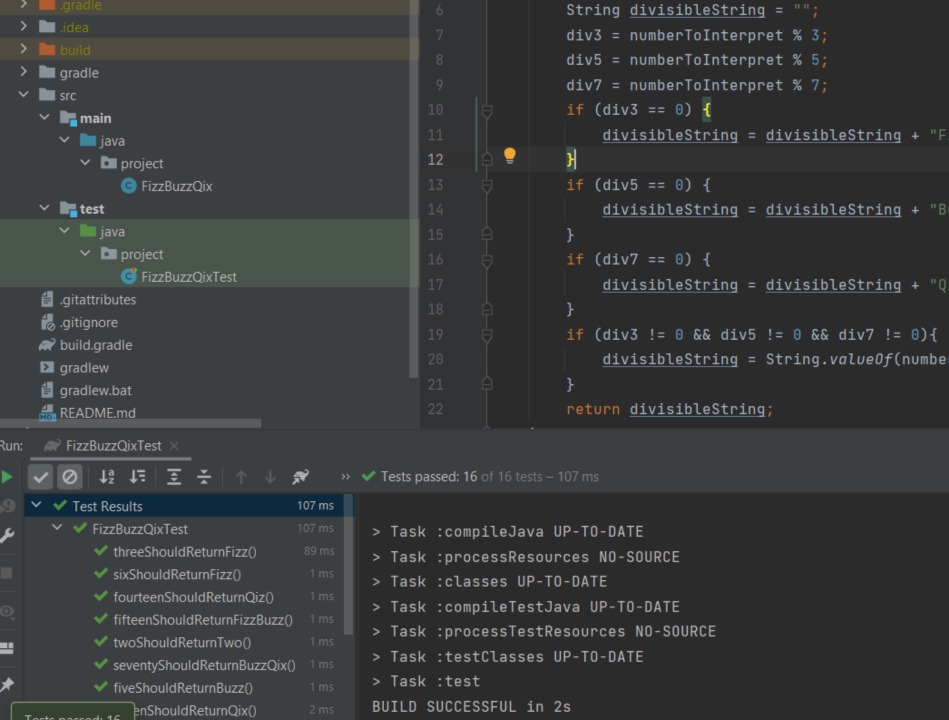 .gradle
.idea
build
gradle
src
main
java
project
FizzBuzzQix
test
java
project
FizzBuzzQixTest
.gitattributes
.gitignore
build.gradle
gradlew
gradlew.bat
README.md
6 String divisibleString = "";
7 div3 = numberToInterpret % 3;
8 div5 = numberToInterpret % 5;
9 div7 = numberToInterpret % 7;
10 if (div3 == 0) {
11 divisibleString = divisibleString + "F
12 }
13 if (div5 == 0) {
14 divisibleString = divisibleString + "B
15 }
16 if (div7 == 0) {
17 divisibleString = divisibleString + "Q
18 }
19 if (div3 != 0 && div5 != 0 && div7 != 0){
20 divisibleString = String.valueOf(numbe
21 }
22 return divisibleString;
Run: FizzBuzzQixTest
Tests passed: 16 of 16 tests – 107 ms
Test Results 107 ms
FizzBuzzQixTest 107 ms
threeShouldReturnFizz() 89 ms
sixShouldReturnFizz() 1 ms
fourteenShouldReturnQiz() 1 ms
fifteenShouldReturnFizzBuzz() 1 ms
twoShouldReturnTwo() 1 ms
seventyShouldReturnBuzzQix() 1 ms
fiveShouldReturnBuzz() 1 ms
enShouldReturnQix() 2 ms
Tests passed: 16
> Task :compileJava UP-TO-DATE
> Task :processResources NO-SOURCE
> Task :classes UP-TO-DATE
> Task :compileTestJava UP-TO-DATE
> Task :processTestResources NO-SOURCE
> Task :testClasses UP-TO-DATE
> Task :test
BUILD SUCCESSFUL in 2s